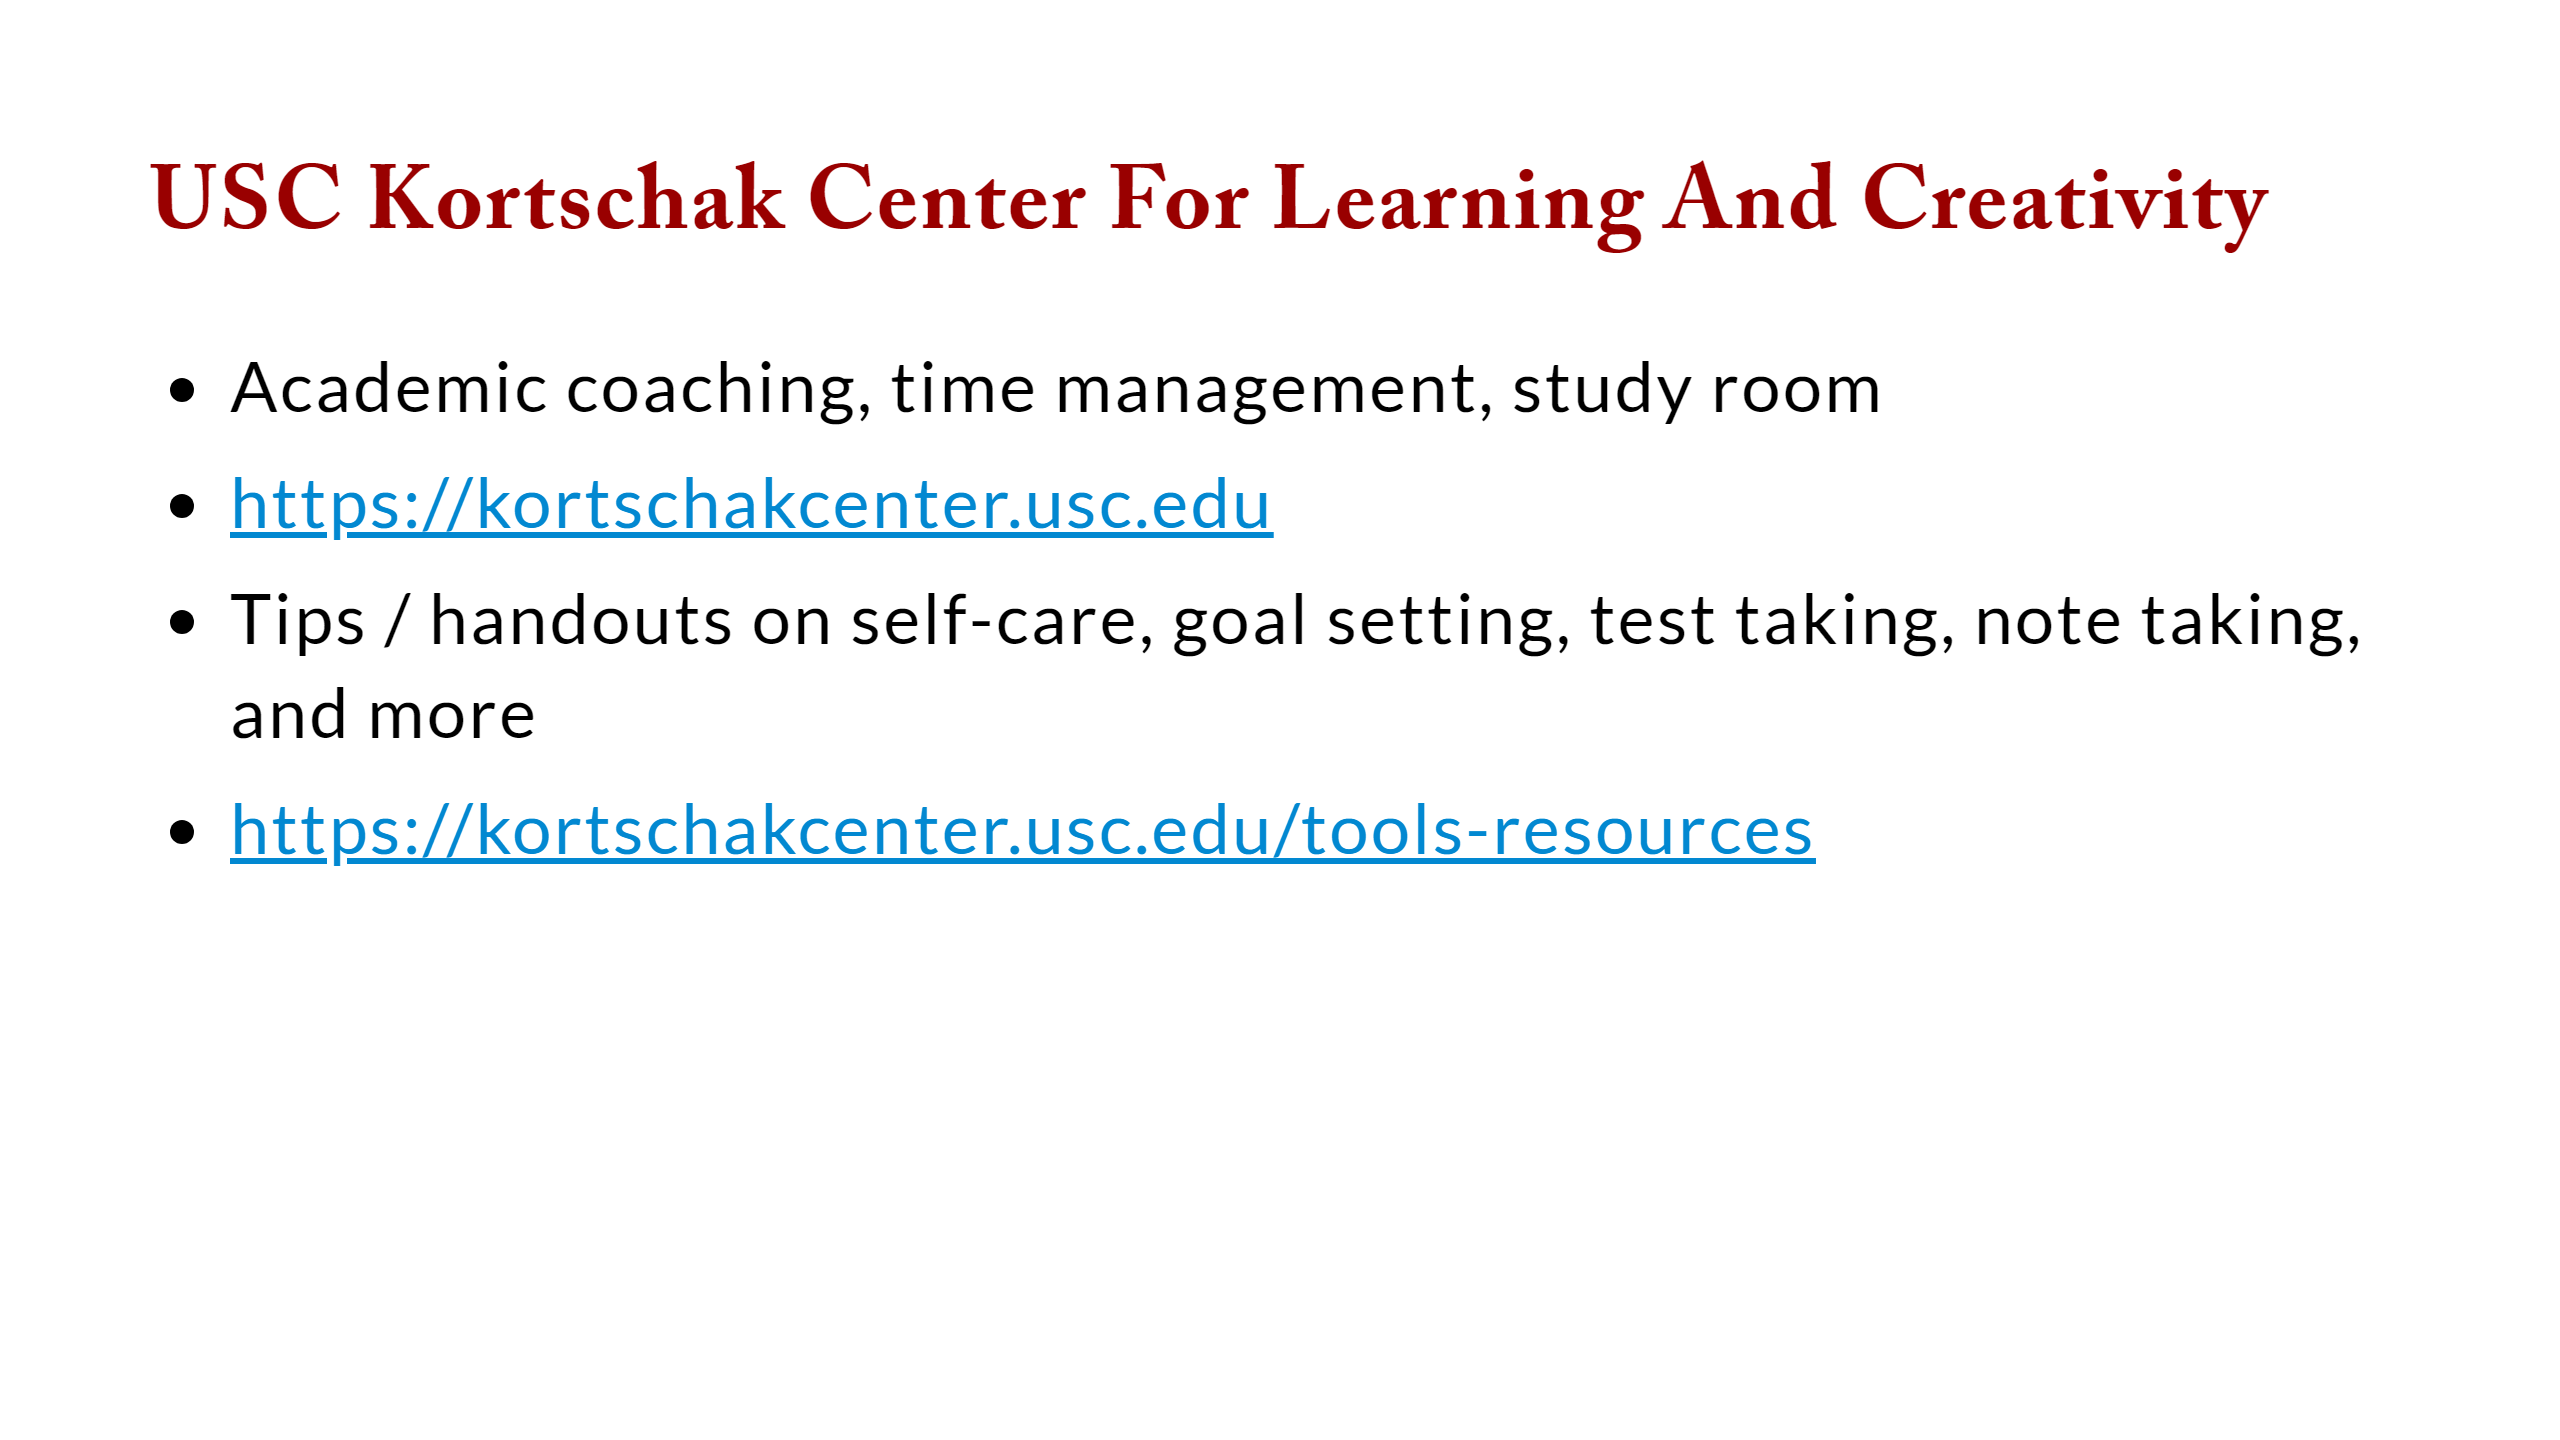 USC Kortschak Center For Learning And Creativity
• Academic coaching, time management, study room
• https://kortschakcenter.usc.edu
• Tips / handouts on self-care, goal setting, test taking, note taking,
and more
• https://kortschakcenter.usc.edu/tools-resources